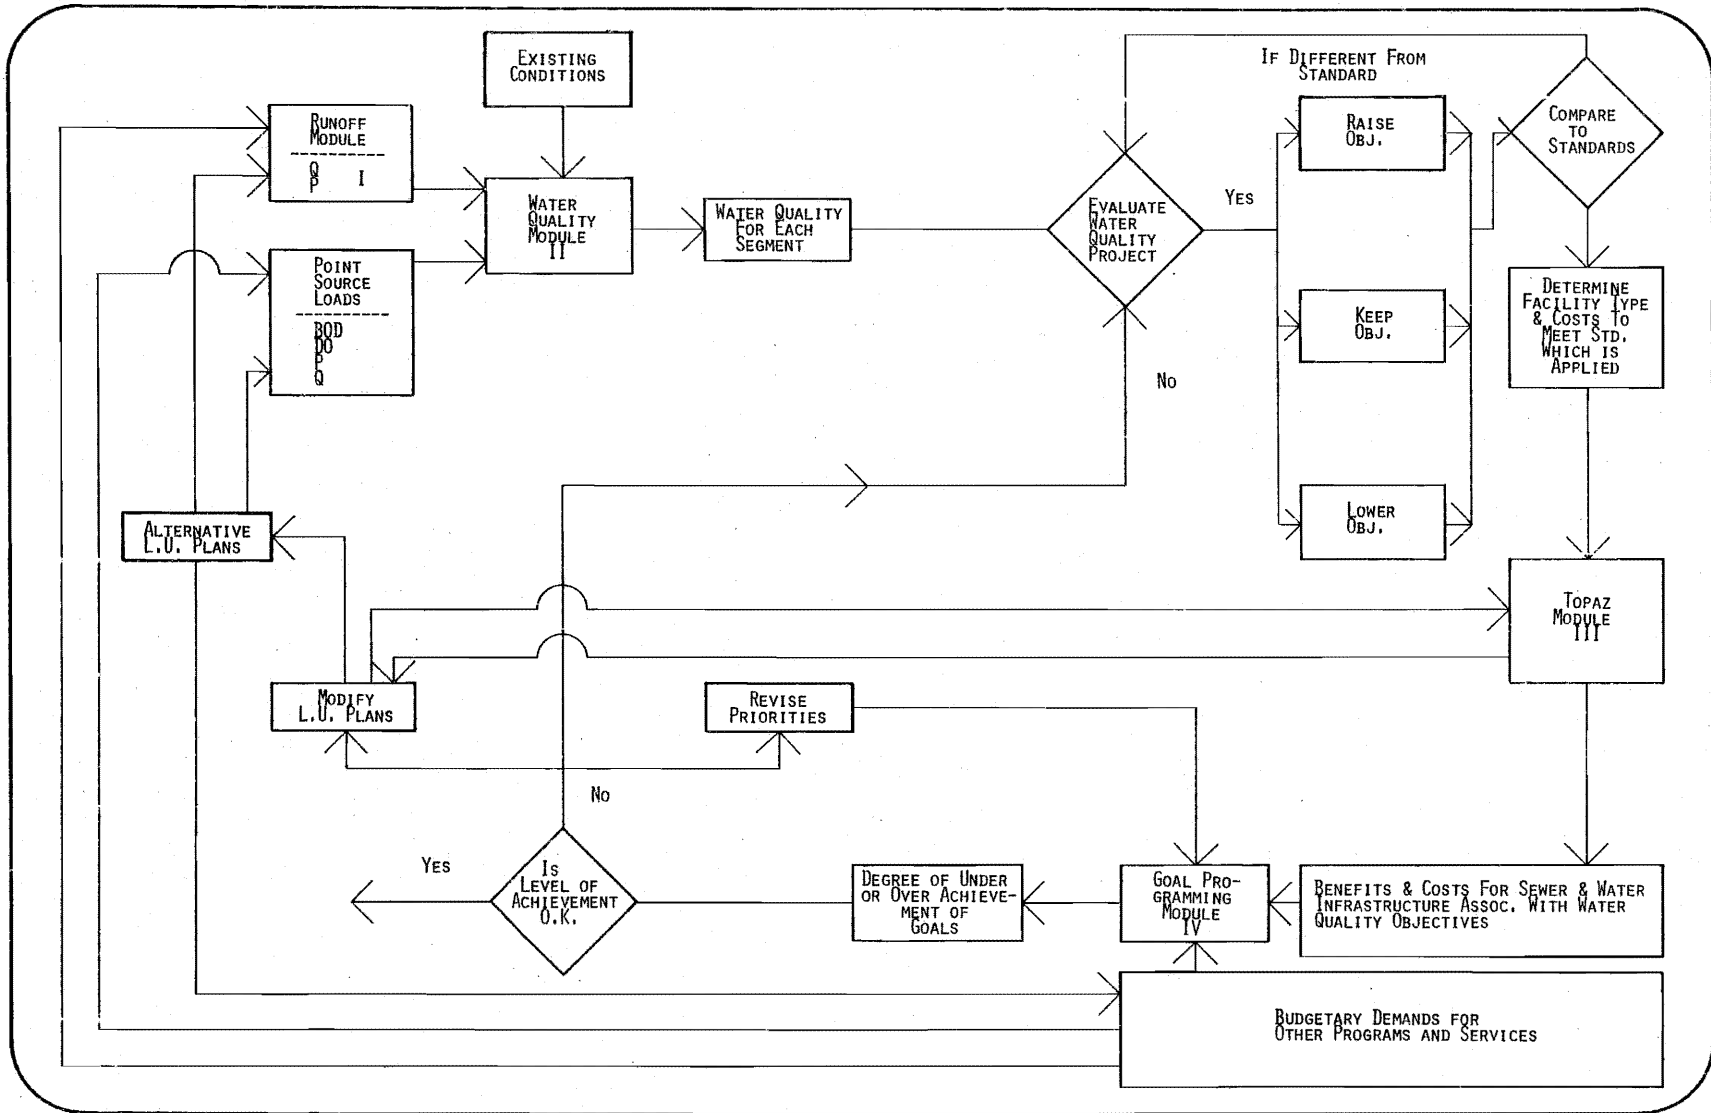 Existing
Conditions
Runoff
Module
Q
P I
Point
Source
Loads
BOD
DO
P
Q
Water
Quality
Module
II
Water Quality
For Each
Segment
Evaluate
Water
Quality
Project
Yes
No
If Different From
Standard
Raise
Obj.
Keep
Obj.
Lower
Obj.
Compare
to
Standards
Determine
Facility Type
& Costs To
Meet Std.
Which is
Applied
Topaz
Module
III
Alternative
L.U. Plans
Modify
L.U. Plans
Revise
Priorities
No
Yes
Is
Level of
Achievement
O.K.
Degree of Under
or Over Achieve-
ment of
Goals
Goal Pro-
gramming
Module
IV
Benefits & Costs For Sewer & Water
Infrastructure Assoc. With Water
Quality Objectives
Budgetary Demands for
Other Programs and Services